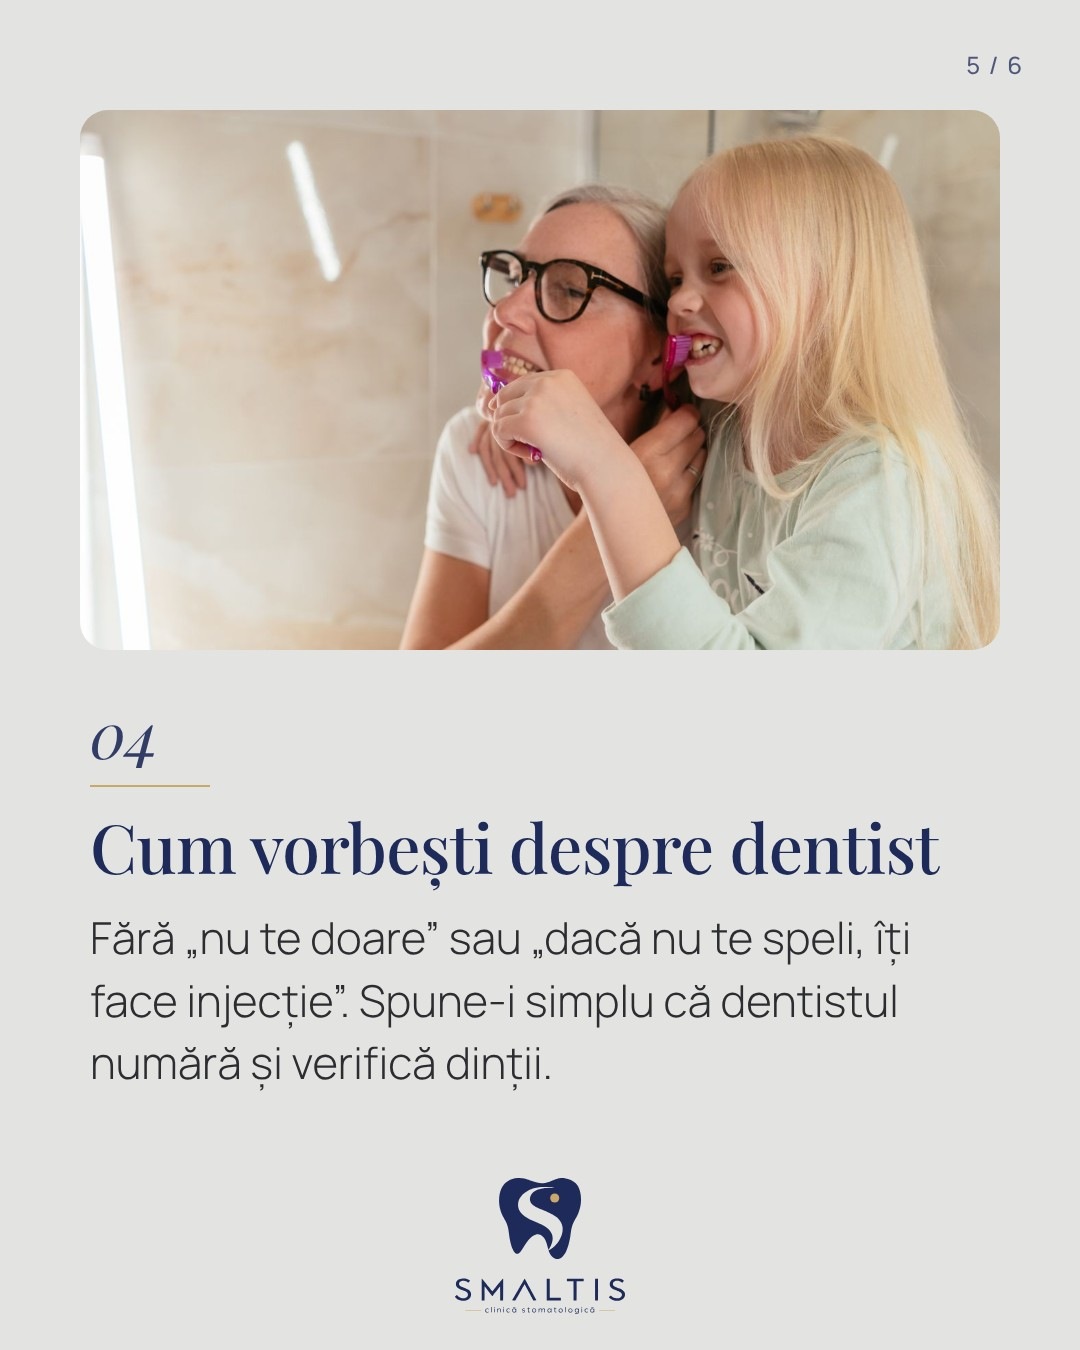 5 / 6
04
Cum vorbești despre dentist
Fără „nu te doare” sau „dacă nu te speli, îți
face injecție”. Spune-i simplu că dentistul
numără și verifică dinții.
SMALTIS
clinică stomatologică